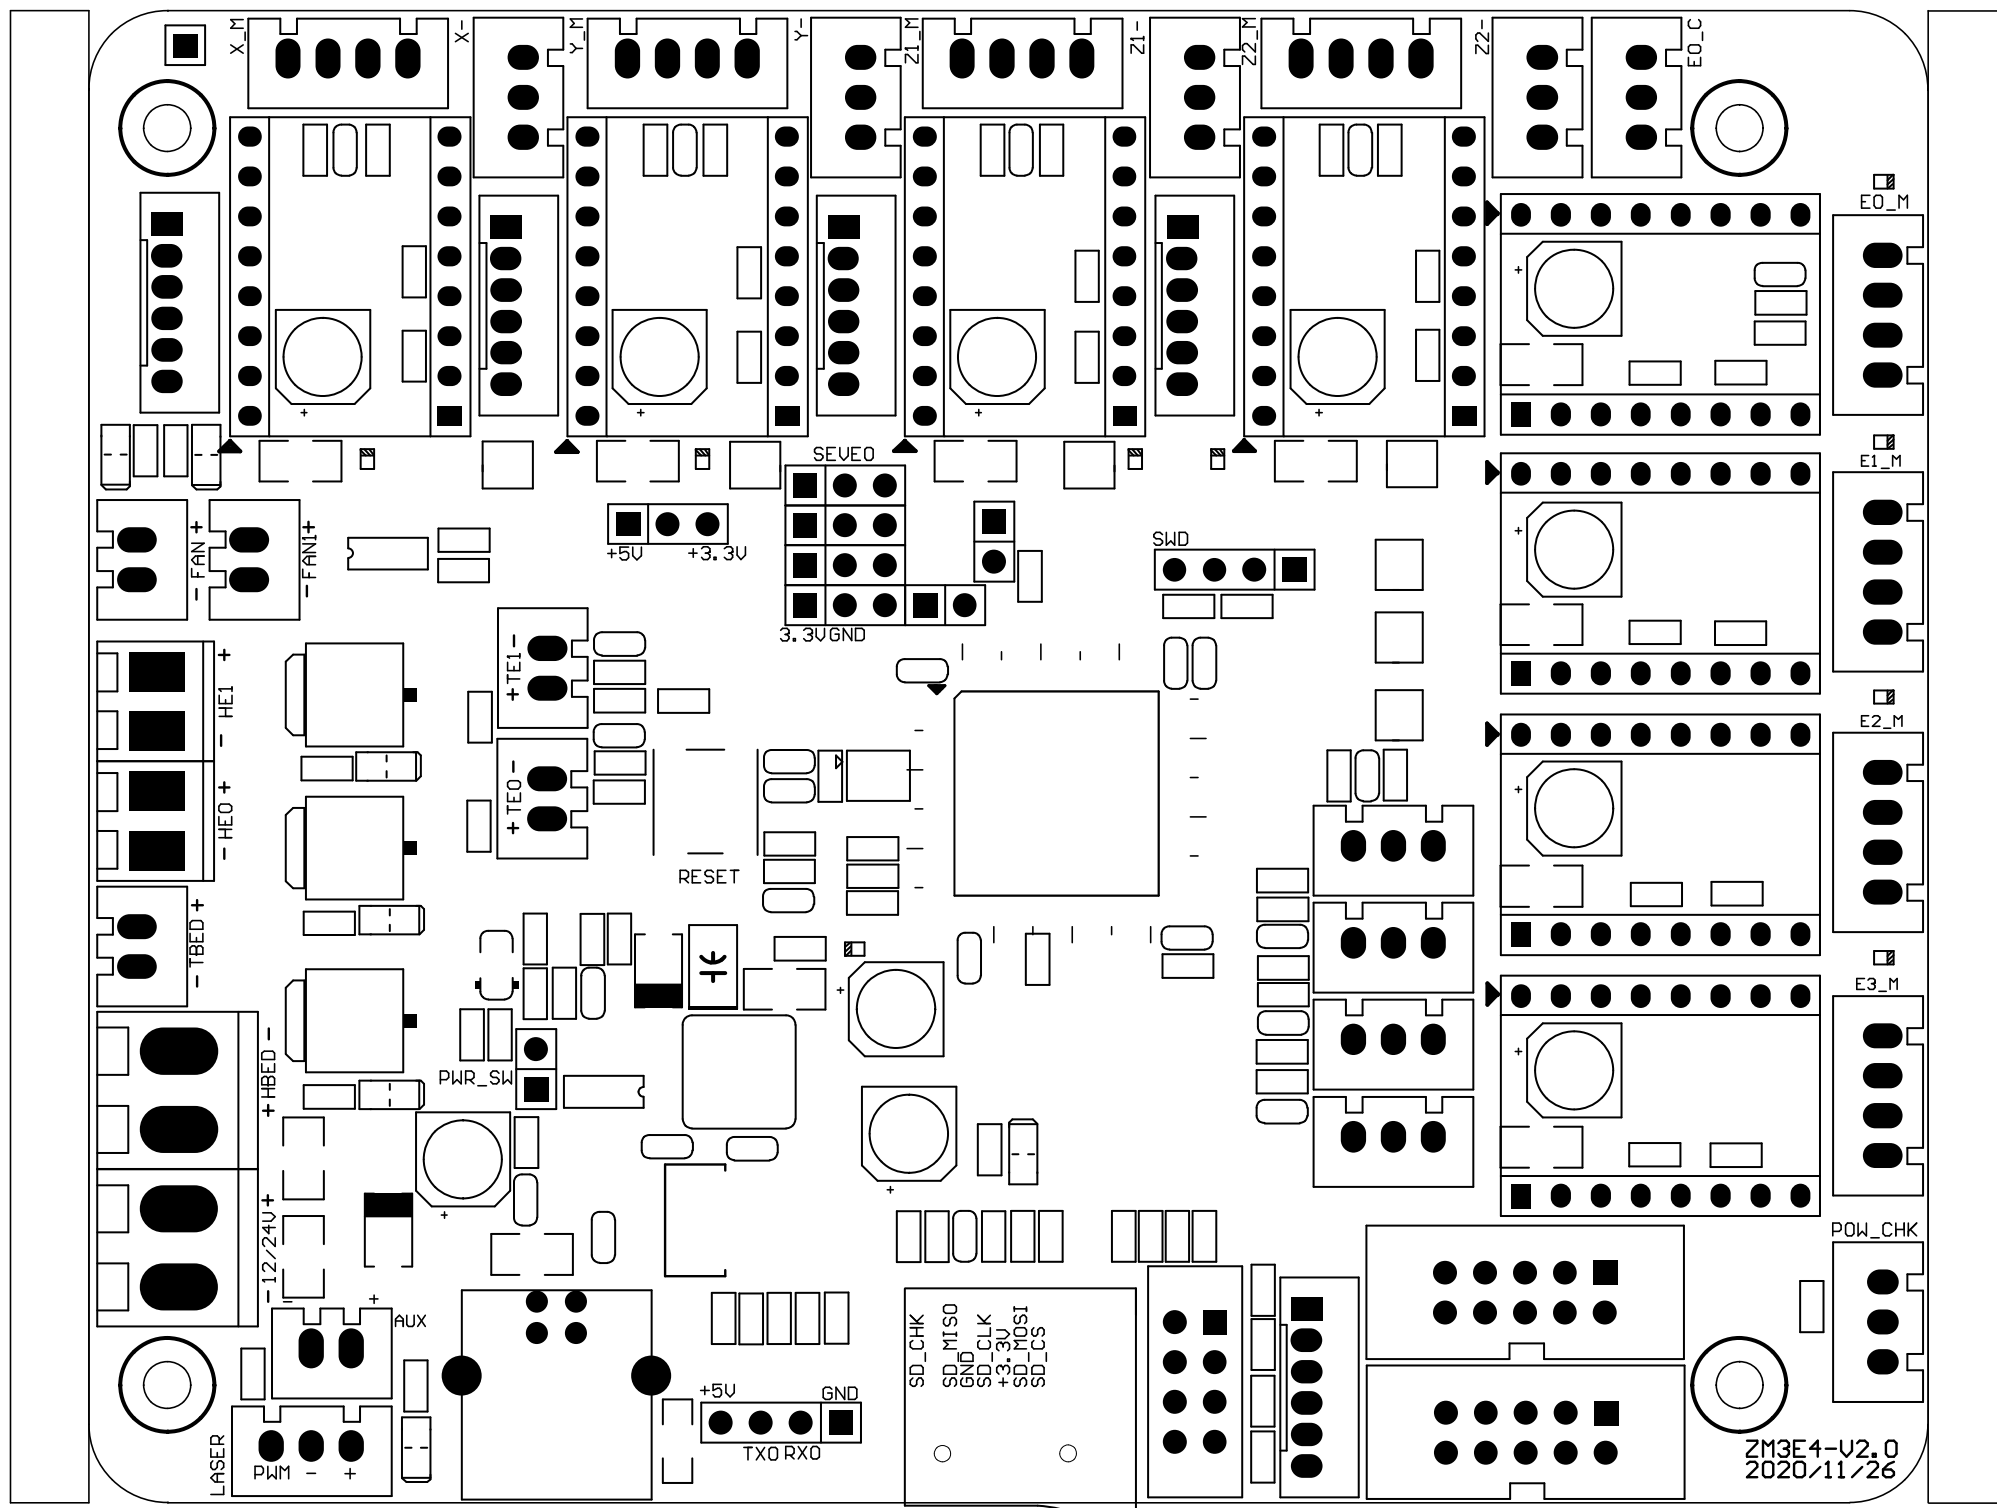 X_M
X-
Y_M
Y-
Z1_M
Z1-
Z2_M
Z2-
E0_C
E0_M
E1_M
E2_M
E3_M
SEVEO
+5V
+3.3V
3.3V GND
SWD
- FAN +
- FAN1+
+ TE1 -
+ TE0 -
- HE1 +
- HE0 +
- TBED +
RESET
PWR_SW
+ HBED -
- 12/24V +
- +
AUX
LASER
PWM - +
+5V
GND
TX0 RX0
SD_CHK
SD_MISO
GND
SD_CLK
+3.3V
SD_MOSI
SD_CS
POW_CHK
ZM3E4-V2.0
2020/11/26